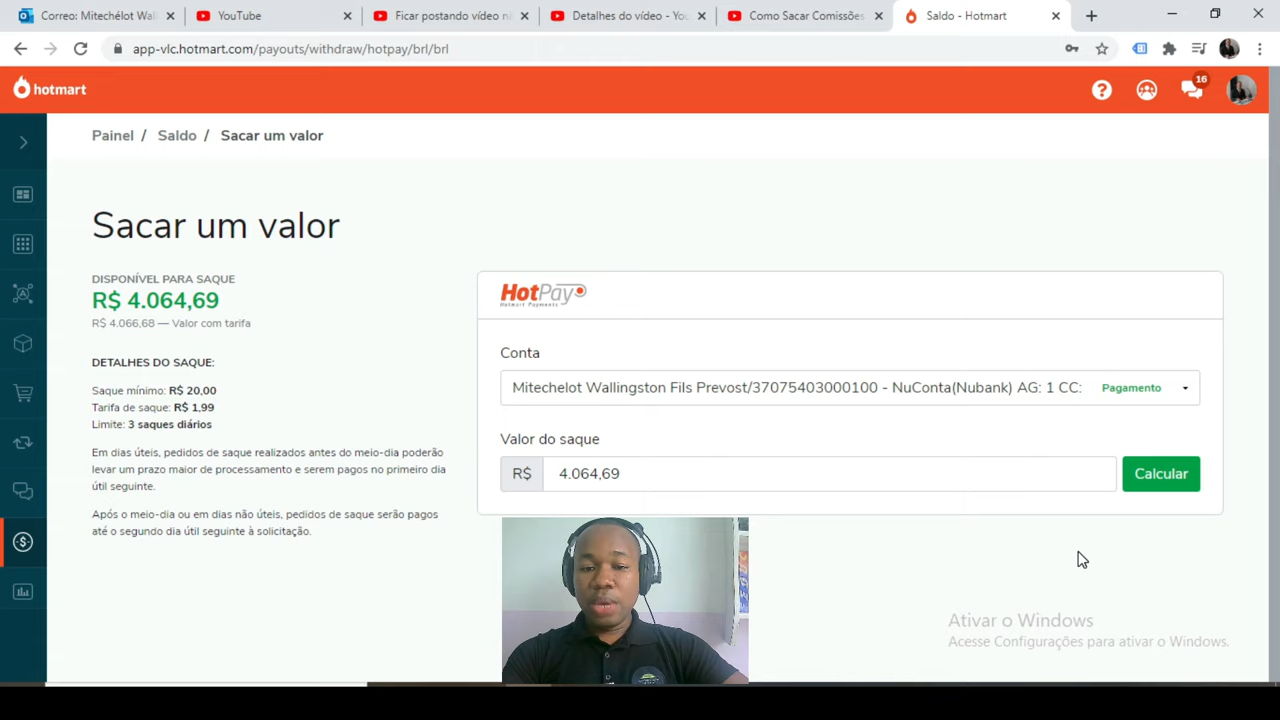 Correo: Mitechélot Wal
YouTube
Ficar postando vídeo n
Detalhes do vídeo - You
Como Sacar Comissões
Saldo - Hotmart
app-vlc.hotmart.com/payouts/withdraw/hotpay/brl/brl
hotmart
16
Painel / Saldo / Sacar um valor
Sacar um valor
DISPONÍVEL PARA SAQUE
R$ 4.064,69
R$ 4.066,68 — Valor com tarifa
DETALHES DO SAQUE:
Saque mínimo: R$ 20,00
Tarifa de saque: R$ 1,99
Limite: 3 saques diários
Em dias úteis, pedidos de saque realizados antes do meio-dia poderão
levar um prazo maior de processamento e serem pagos no primeiro dia
útil seguinte.
Após o meio-dia ou em dias não úteis, pedidos de saque serão pagos
até o segundo dia útil seguinte à solicitação.
HotPay
Hotmart Payments
Conta
Mitechelot Wallingston Fils Prevost/37075403000100 - NuConta(Nubank) AG: 1 CC: Pagamento
Valor do saque
R$ 4.064,69 Calcular
Ativar o Windows
Acesse Configurações para ativar o Windows.